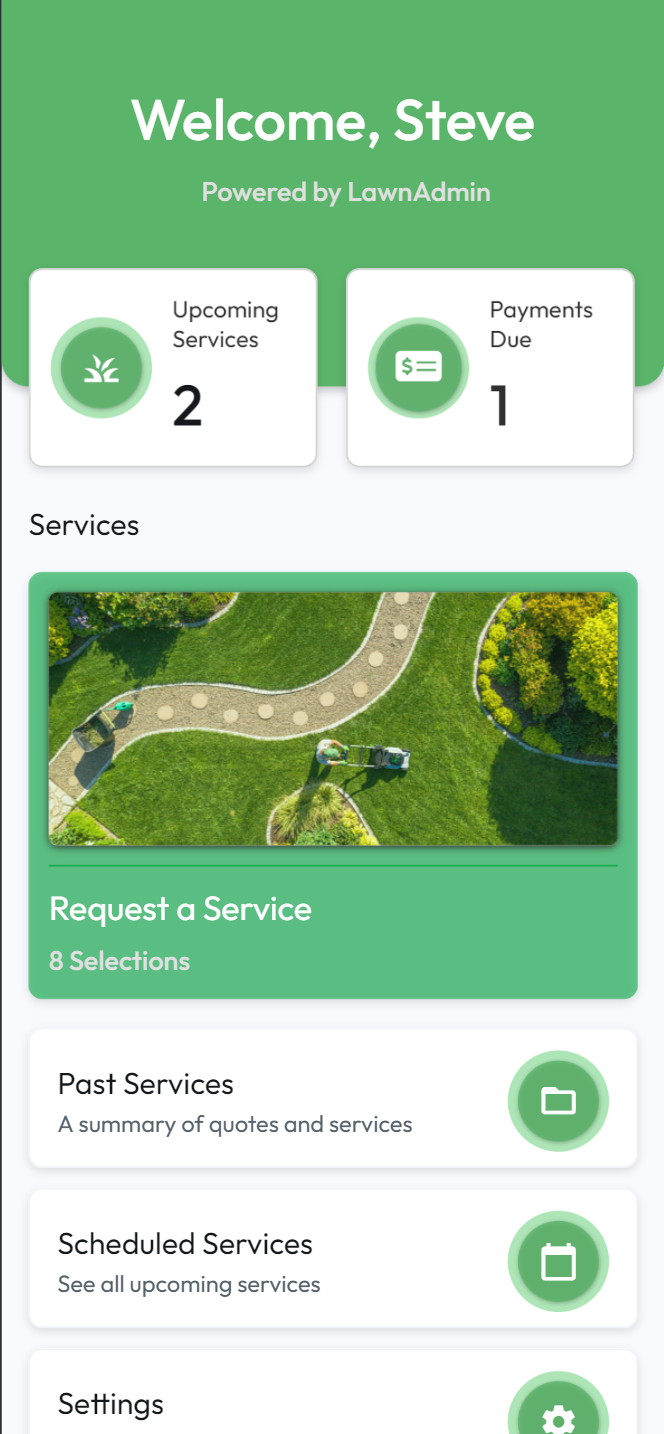 Welcome, Steve
Powered by LawnAdmin
Upcoming
Services
2
Payments
Due
1
Services
Request a Service
8 Selections
Past Services
A summary of quotes and services
Scheduled Services
See all upcoming services
Settings